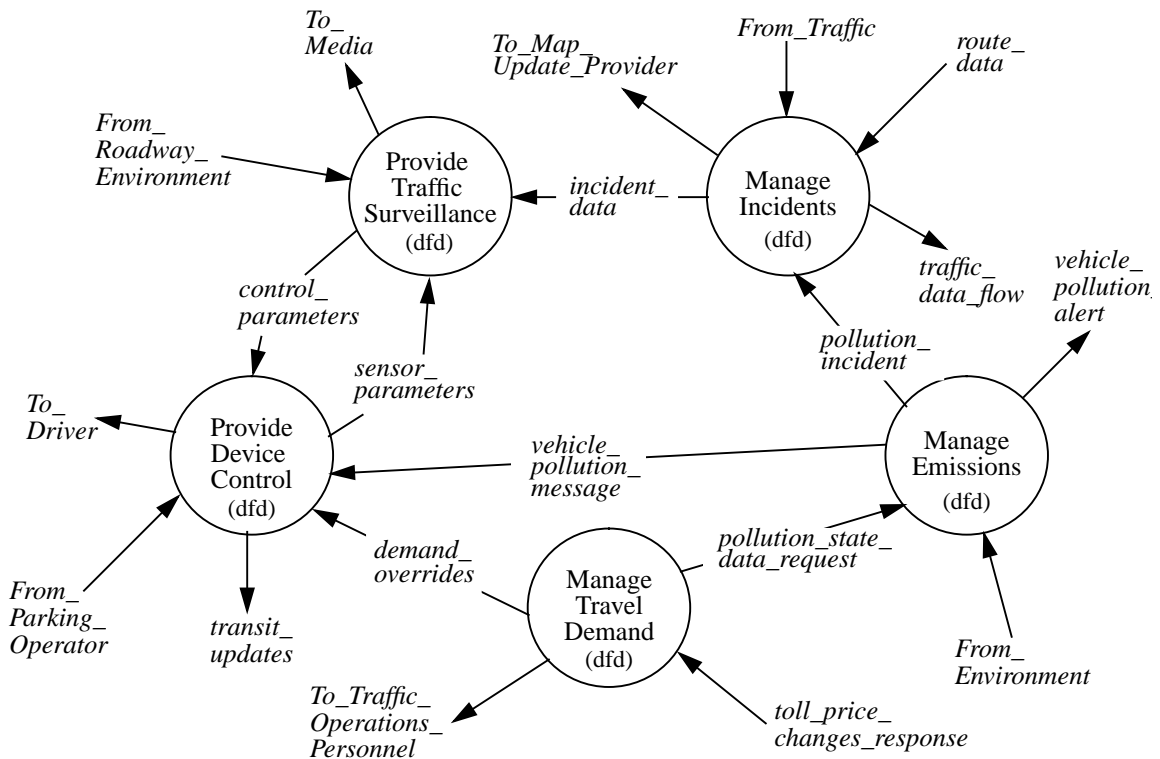 To_
Media
From_
Roadway_
Environment
Provide
Traffic
Surveillance
(dfd)
To_Map_
Update_Provider
From_Traffic
route_
data
incident_
data
Manage
Incidents
(dfd)
traffic_
data_flow
vehicle_
pollution_
alert
control_
parameters
sensor_
parameters
pollution_
incident
To_
Driver
Provide
Device
Control
(dfd)
vehicle_
pollution_
message
Manage
Emissions
(dfd)
demand_
overrides
pollution_state_
data_request
From_
Parking_
Operator
transit_
updates
Manage
Travel
Demand
(dfd)
From_
Environment
To_Traffic_
Operations_
Personnel
toll_price_
changes_response